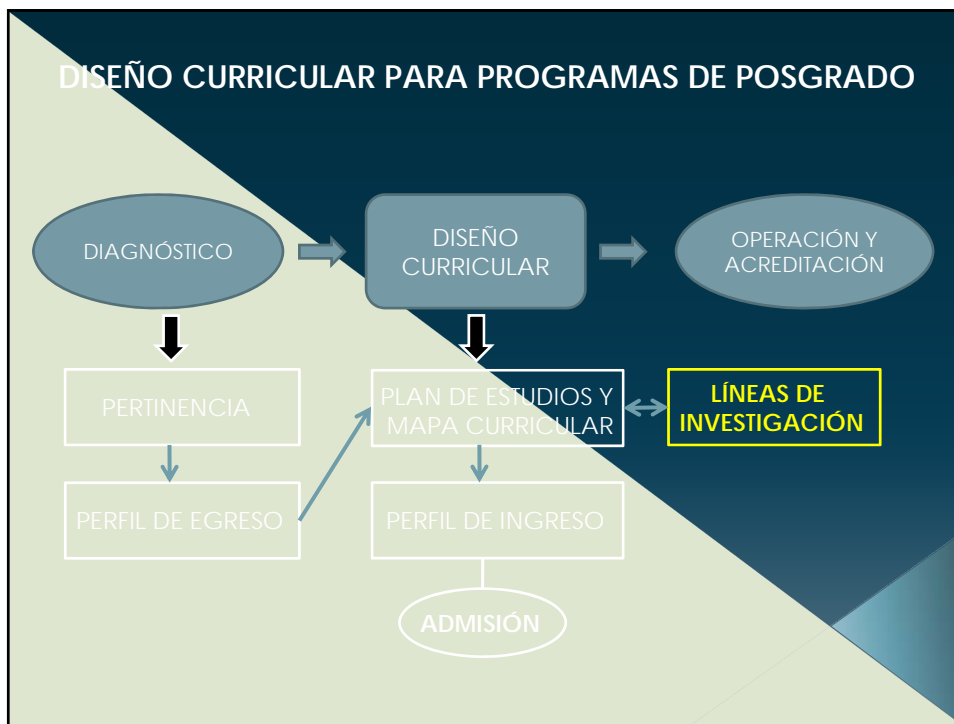 DISEÑO CURRICULAR PARA PROGRAMAS DE POSGRADO
DIAGNÓSTICO
DISEÑO
CURRICULAR
OPERACIÓN Y
ACREDITACIÓN
PERTINENCIA
PLAN DE ESTUDIOS Y
MAPA CURRICULAR
LÍNEAS DE
INVESTIGACIÓN
PERFIL DE EGRESO
PERFIL DE INGRESO
ADMISIÓN